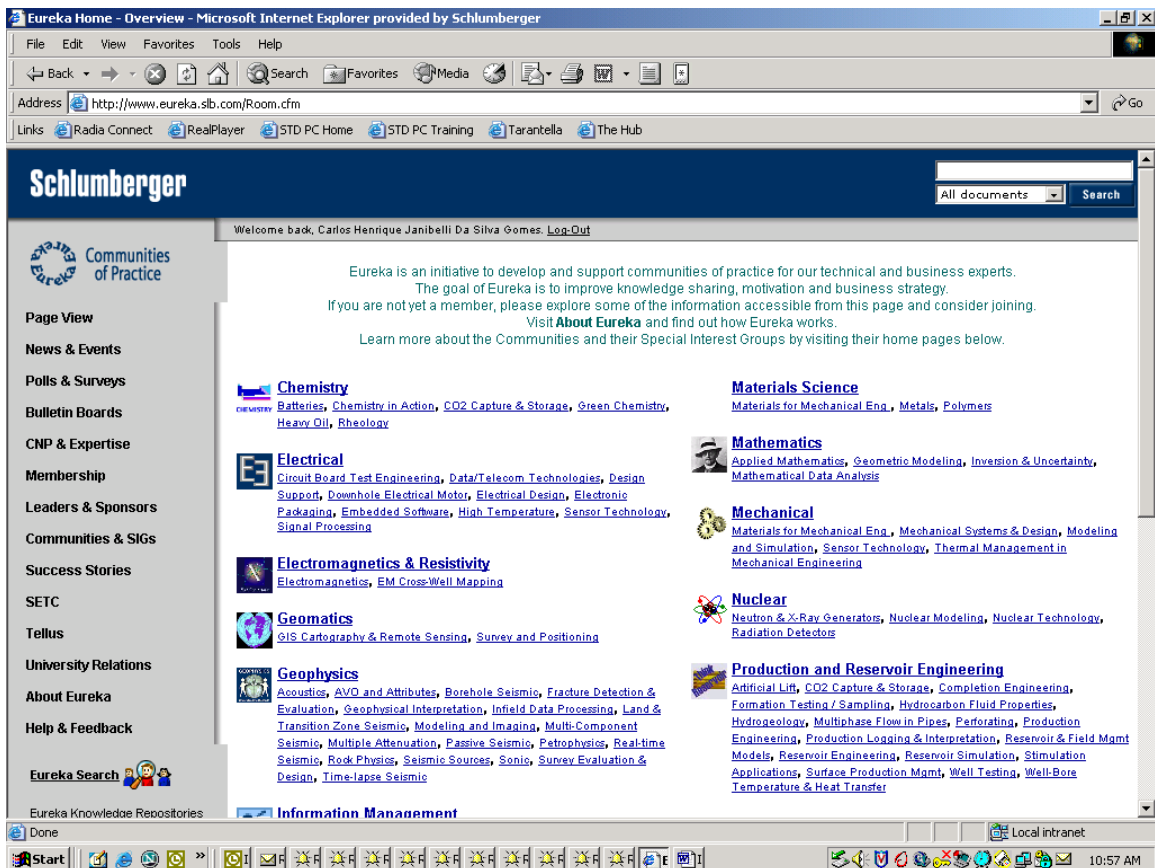 Eureka Home - Overview - Microsoft Internet Explorer provided by Schlumberger
File Edit View Favorites Tools Help
Back Search Favorites Media
Address http://www.eureka.slb.com/Room.cfm Go
Links Radia Connect RealPlayer STD PC Home STD PC Training Tarantella The Hub
Schlumberger
All documents Search
Welcome back, Carlos Henrique Janibelli Da Silva Gomes. Log-Out
Eureka Eureka
Communities
of Practice
Page View
News & Events
Polls & Surveys
Bulletin Boards
CNP & Expertise
Membership
Leaders & Sponsors
Communities & SIGs
Success Stories
SETC
Tellus
University Relations
About Eureka
Help & Feedback
Eureka Search
Eureka Knowledge Repositories
Eureka is an initiative to develop and support communities of practice for our technical and business experts.
The goal of Eureka is to improve knowledge sharing, motivation and business strategy.
If you are not yet a member, please explore some of the information accessible from this page and consider joining.
Visit About Eureka and find out how Eureka works.
Learn more about the Communities and their Special Interest Groups by visiting their home pages below.
CHEMISTRY
Chemistry
Batteries, Chemistry in Action, CO2 Capture & Storage, Green Chemistry,
Heavy Oil, Rheology
Electrical
Circuit Board Test Engineering, Data/Telecom Technologies, Design
Support, Downhole Electrical Motor, Electrical Design, Electronic
Packaging, Embedded Software, High Temperature, Sensor Technology,
Signal Processing
Electromagnetics & Resistivity
Electromagnetics, EM Cross-Well Mapping
Geomatics
GIS Cartography & Remote Sensing, Survey and Positioning
GEOPHYSICS
Geophysics
Acoustics, AVO and Attributes, Borehole Seismic, Fracture Detection &
Evaluation, Geophysical Interpretation, Infield Data Processing, Land &
Transition Zone Seismic, Modeling and Imaging, Multi-Component
Seismic, Multiple Attenuation, Passive Seismic, Petrophysics, Real-time
Seismic, Rock Physics, Seismic Sources, Sonic, Survey Evaluation &
Design, Time-lapse Seismic
Information Management
Materials Science
Materials for Mechanical Eng., Metals, Polymers
Mathematics
Applied Mathematics, Geometric Modeling, Inversion & Uncertainty,
Mathematical Data Analysis
Mechanical
Materials for Mechanical Eng., Mechanical Systems & Design, Modeling
and Simulation, Sensor Technology, Thermal Management in
Mechanical Engineering
Nuclear
Neutron & X-Ray Generators, Nuclear Modeling, Nuclear Technology,
Radiation Detectors
Production and Reservoir Engineering
Artificial Lift, CO2 Capture & Storage, Completion Engineering,
Formation Testing / Sampling, Hydrocarbon Fluid Properties,
Hydrogeology, Multiphase Flow in Pipes, Perforating, Production
Engineering, Production Logging & Interpretation, Reservoir & Field Mgmt
Models, Reservoir Engineering, Reservoir Simulation, Stimulation
Applications, Surface Production Mgmt, Well Testing, Well-Bore
Temperature & Heat Transfer
Done Local intranet
Start 10:57 AM